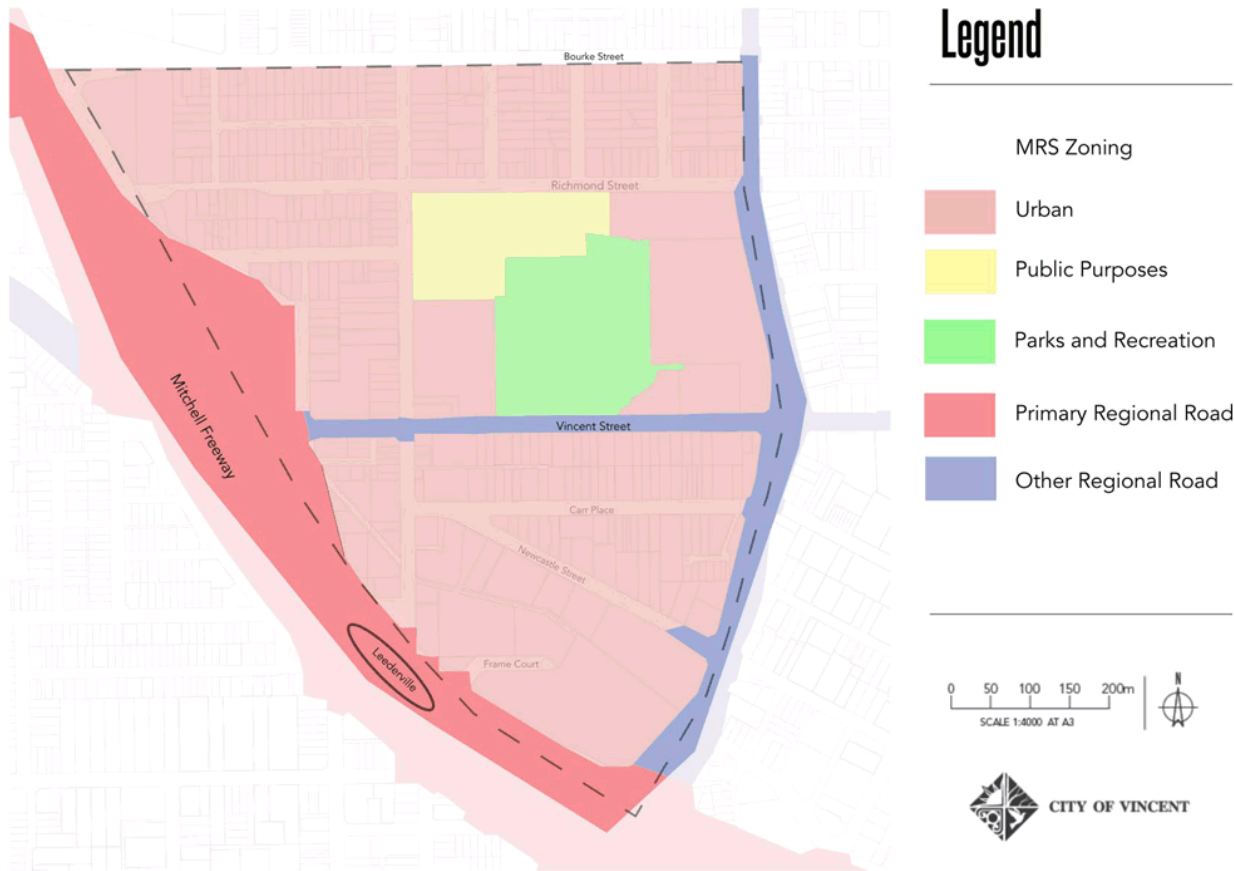 Legend
Bourke Street
MRS Zoning
Richmond Street
Urban
Public Purposes
Parks and Recreation
Mitchell Freeway
Primary Regional Road
Vincent Street
Other Regional Road
Carr Place
Newcastle Street
Leederville
Frame Court
0 50 100 150 200m
N
SCALE 1:4000 AT A3
CITY OF VINCENT